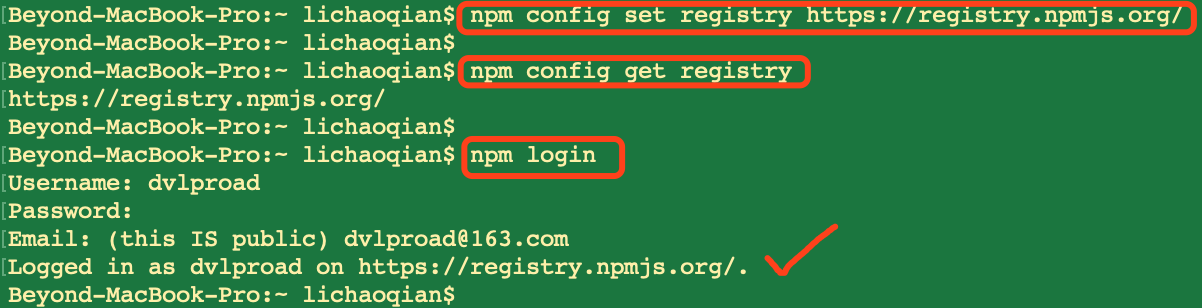 [Beyond-MacBook-Pro:~ lichaoqian$ npm config set registry https://registry.npmjs.org/
Beyond-MacBook-Pro:~ lichaoqian$
[Beyond-MacBook-Pro:~ lichaoqian$ npm config get registry
[https://registry.npmjs.org/
Beyond-MacBook-Pro:~ lichaoqian$
[Beyond-MacBook-Pro:~ lichaoqian$ npm login
[Username: dvlproad
[Password:
[Email: (this IS public) dvlproad@163.com
[Logged in as dvlproad on https://registry.npmjs.org/.
Beyond-MacBook-Pro:~ lichaoqian$